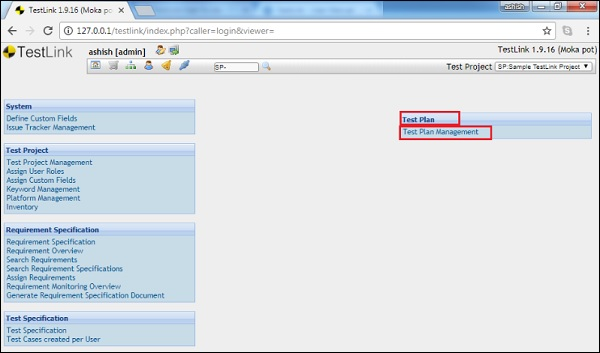 TestLink 1.9.16 (Moka po
ashish
127.0.0.1/testlink/index.php?caller=login&viewer=
TestLink
ashish [admin]
TestLink 1.9.16 (Moka pot)
SP-
Test Project
SP:Sample TestLink Project
System
Define Custom Fields
Issue Tracker Management
Test Plan
Test Plan Management
Test Project
Test Project Management
Assign User Roles
Assign Custom Fields
Keyword Management
Platform Management
Inventory
Requirement Specification
Requirement Specification
Requirement Overview
Search Requirements
Search Requirement Specifications
Assign Requirements
Requirement Monitoring Overview
Generate Requirement Specification Document
Test Specification
Test Specification
Test Cases created per User